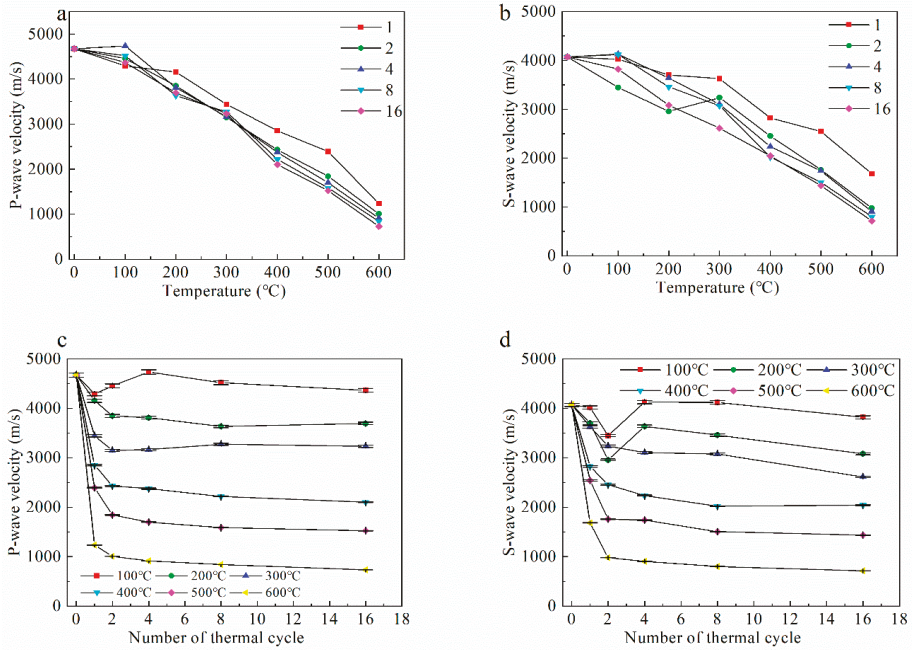 a
P-wave velocity (m/s)
5000
4000
3000
2000
1000
0
0 100 200 300 400 500 600
Temperature (℃)
1
2
4
8
16
b
S-wave velocity (m/s)
5000
4000
3000
2000
1000
0
0 100 200 300 400 500 600
Temperature (℃)
1
2
4
8
16
c
P-wave velocity (m/s)
5000
4000
3000
2000
1000
0
100℃ 200℃ 300℃
400℃ 500℃ 600℃
0 2 4 6 8 10 12 14 16 18
Number of thermal cycle
d
S-wave velocity (m/s)
5000
4000
3000
2000
1000
0
100℃ 200℃ 300℃
400℃ 500℃ 600℃
0 2 4 6 8 10 12 14 16 18
Number of thermal cycle